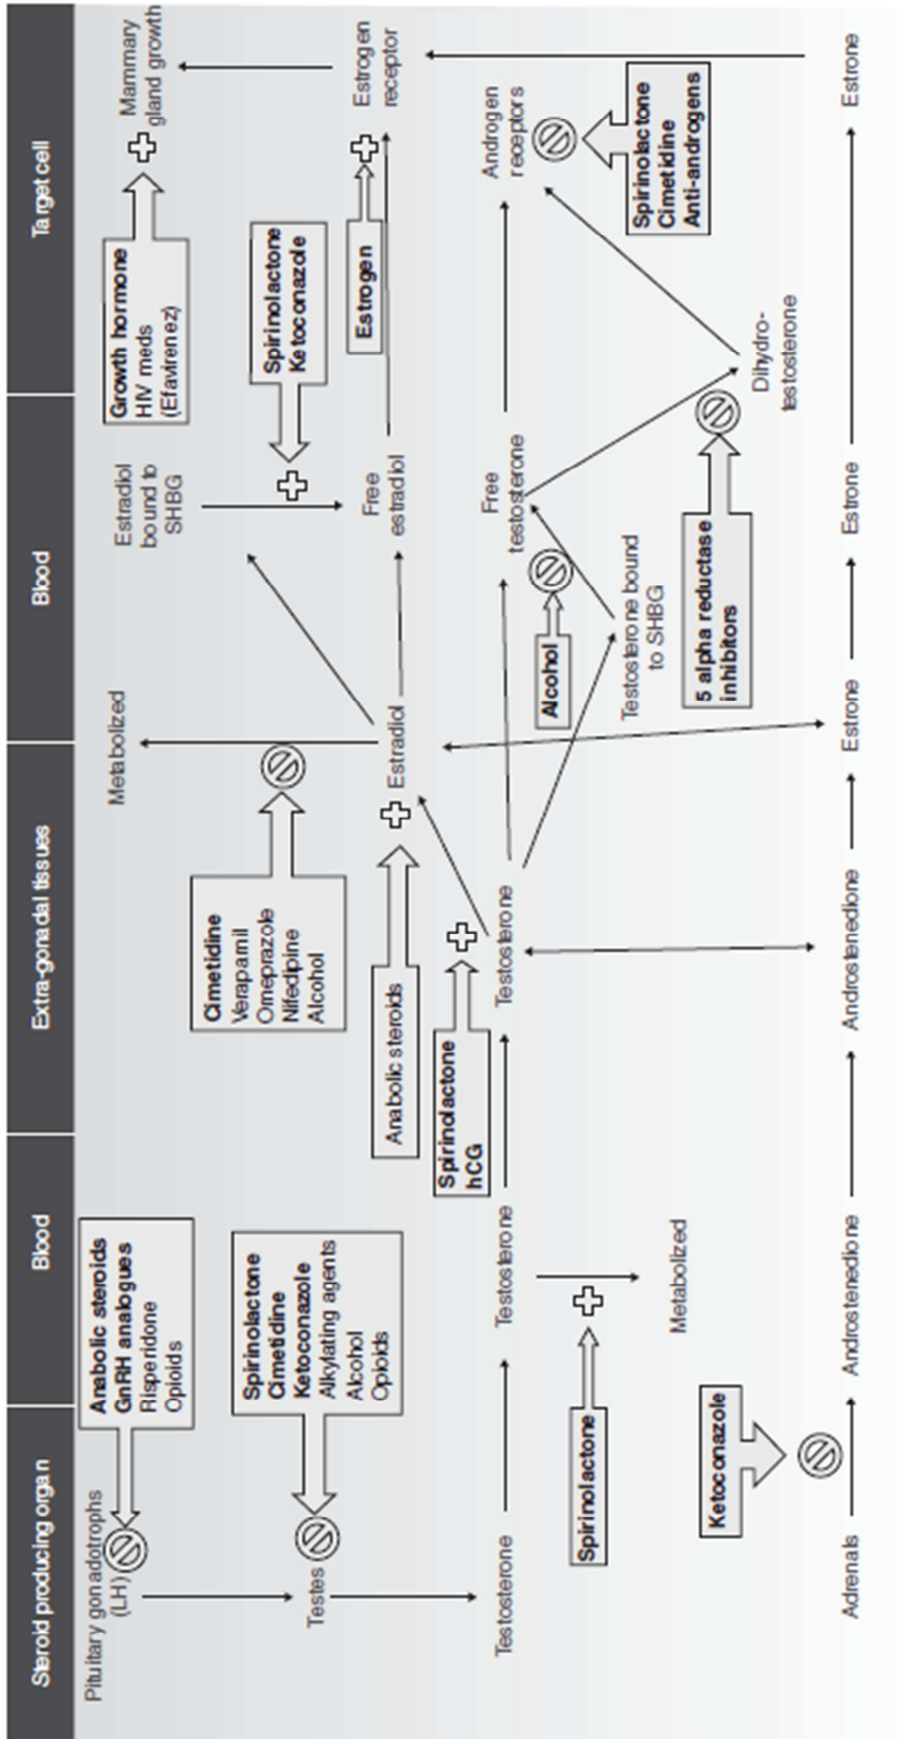 Steroid producing organ
Blood
Extra-gonadal tissues
Blood
Target cell
Pituitary gonadotrophs
(LH)
Anabolic steroids
GnRH analogues
Risperidone
Opioids
Metabolized
Estradiol
bound to
SHBG
Growth hormone
HIV meds
(Efavirenez)
Mammary
gland growth
Testes
Spirinolactone
Cimetidine
Ketoconazole
Alkylating agents
Alcohol
Opioids
Cimetidine
Verapamil
Omeprazole
Nifedipine
Alcohol
Spirinolactone
Ketoconazole
Anabolic steroids
Estradiol
Free
estradiol
Estrogen
Estrogen
receptor
Spirinolactone
hCG
Testosterone
Testosterone
Testosterone
Free
testosterone
Androgen
receptors
Alcohol
Spirinolactone
Metabolized
Testosterone bound
to SHBG
Spirinolactone
Cimetidine
Anti-androgens
Ketoconazole
5 alpha reductase
inhibitors
Dihydro-
testosterone
Adrenals
Androstenedione
Androstenedione
Estrone
Estrone
Estrone